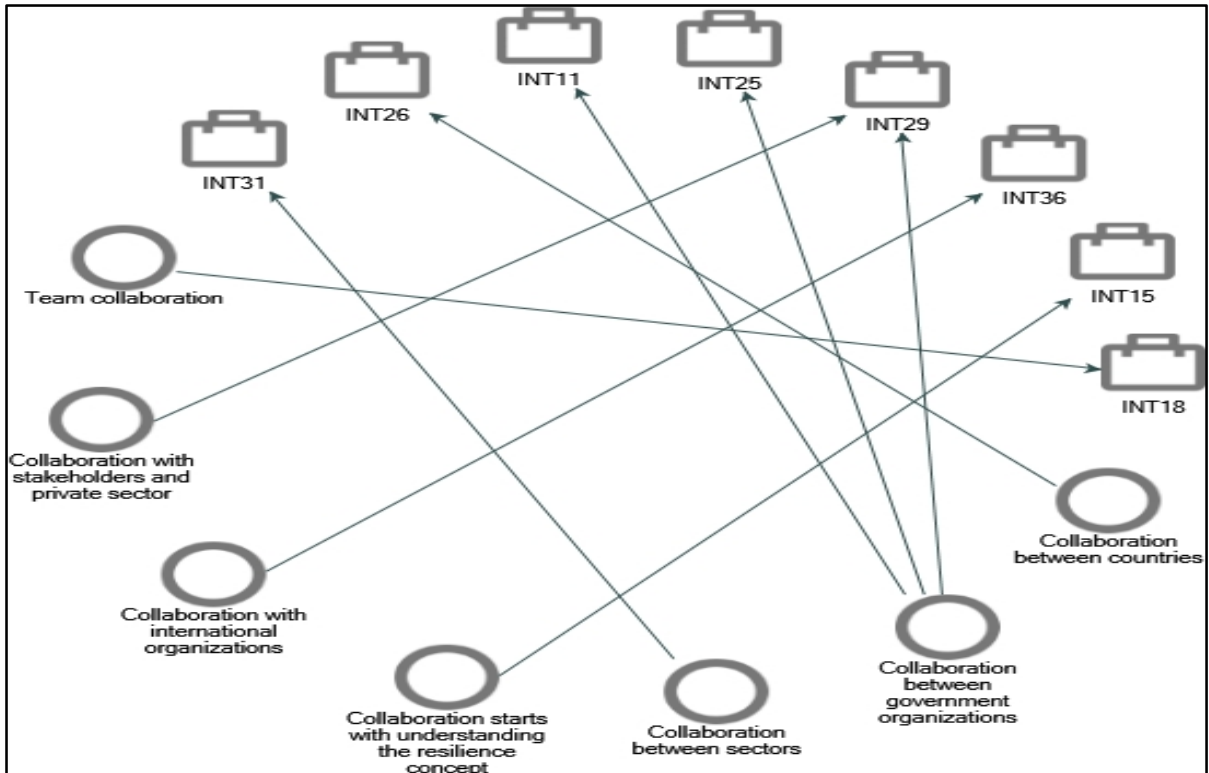 INT11
INT25
INT26
INT29
INT31
INT36
INT15
Team collaboration
INT18
Collaboration with
stakeholders and
private sector
Collaboration
between countries
Collaboration with
international
organizations
Collaboration
between
government
organizations
Collaboration starts
with understanding
the resilience
concept
Collaboration
between sectors